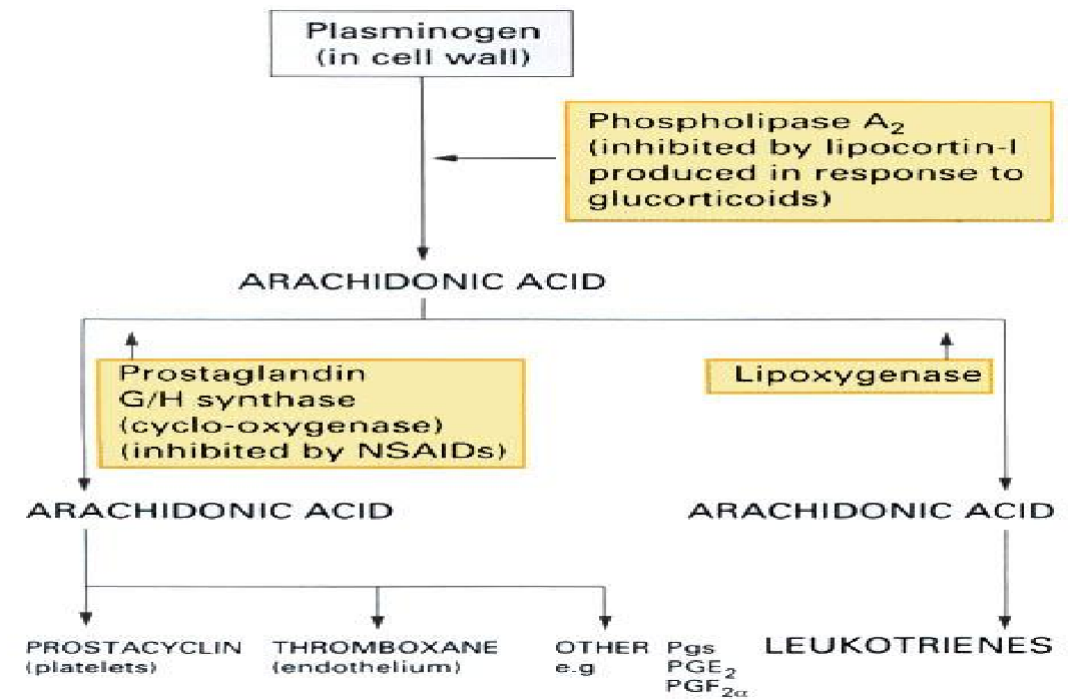 Plasminogen
(in cell wall)
Phospholipase A₂
(inhibited by lipocortin-I
produced in response to
glucorticoids)
ARACHIDONIC ACID
Prostaglandin
G/H synthase
(cyclo-oxygenase)
(inhibited by NSAIDs)
Lipoxygenase
ARACHIDONIC ACID
ARACHIDONIC ACID
PROSTACYCLIN
(platelets)
THROMBOXANE
(endothelium)
OTHER Pgs
e.g PGE₂
PGF₂α
LEUKOTRIENES